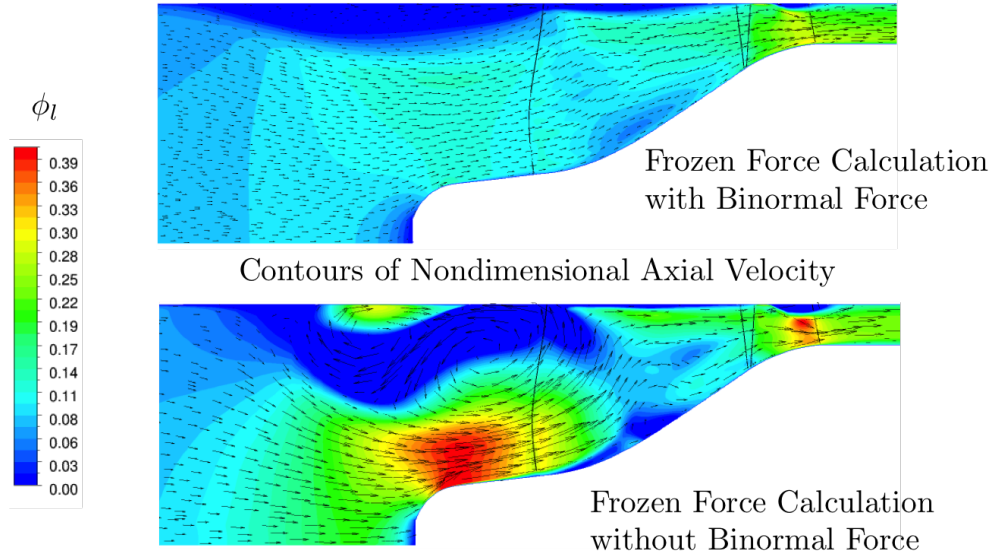 ϕₗ
0.39
0.36
0.33
0.30
0.28
0.25
0.22
0.19
0.17
0.14
0.11
0.08
0.06
0.03
0.00
Frozen Force Calculation
with Binormal Force
Contours of Nondimensional Axial Velocity
Frozen Force Calculation
without Binormal Force